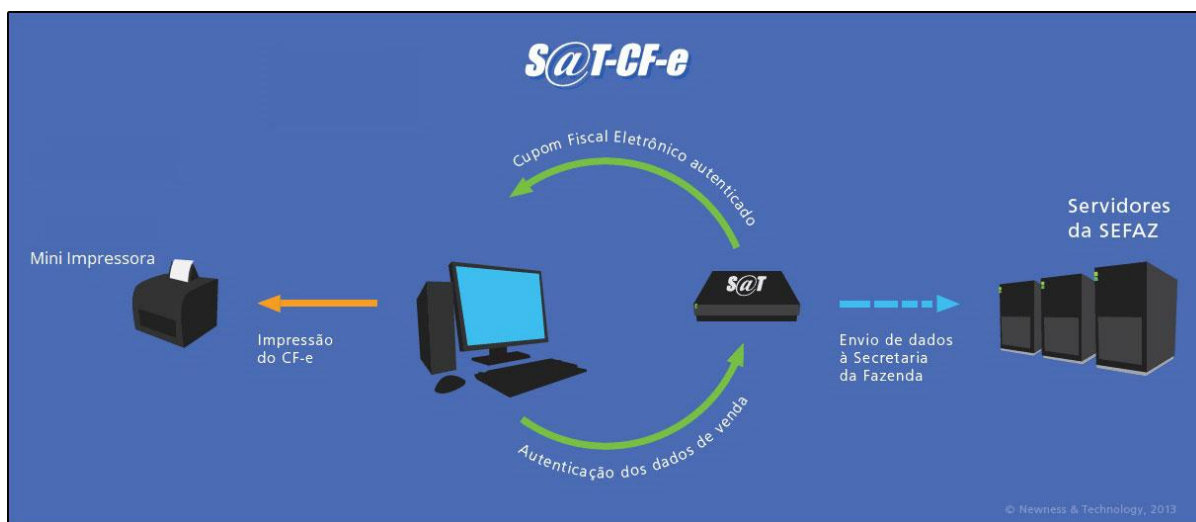 S@T-CF-e
Cupom Fiscal Eletrônico autenticado
Servidores
da SEFAZ
Mini Impressora
S@T
Impressão
do CF-e
Envio de dados
à Secretaria
da Fazenda
Autenticação dos dados de venda
© Newness & Technology, 2013